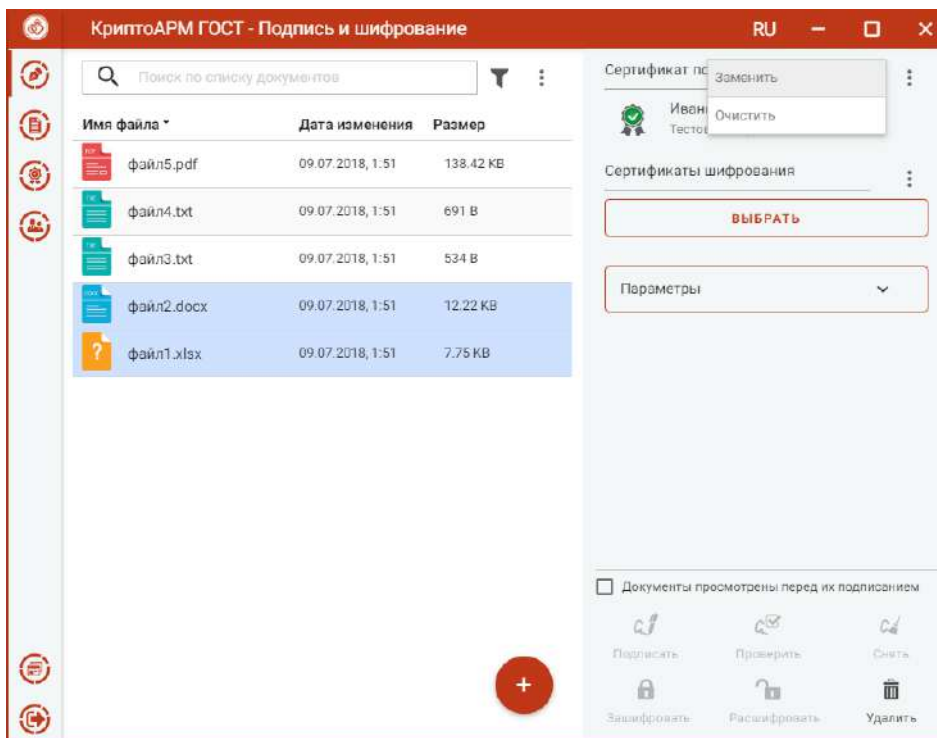 КриптоАРМ ГОСТ - Подпись и шифрование RU
Поиск по списку документов
Имя файла Дата изменения Размер
файл5.pdf 09.07.2018, 1:51 138.42 KB
файл4.txt 09.07.2018, 1:51 691 B
файл3.txt 09.07.2018, 1:51 534 B
файл2.docx 09.07.2018, 1:51 12.22 KB
? файл1.xlsx 09.07.2018, 1:51 7.75 KB
+
Сертификат по
Заменить
Очистить
Иван
Тесто
Сертификаты шифрования
ВЫБРАТЬ
Параметры
Документы просмотрены перед их подписанием
Подписать Проверить Снять
Зашифровать Расшифровать Удалить